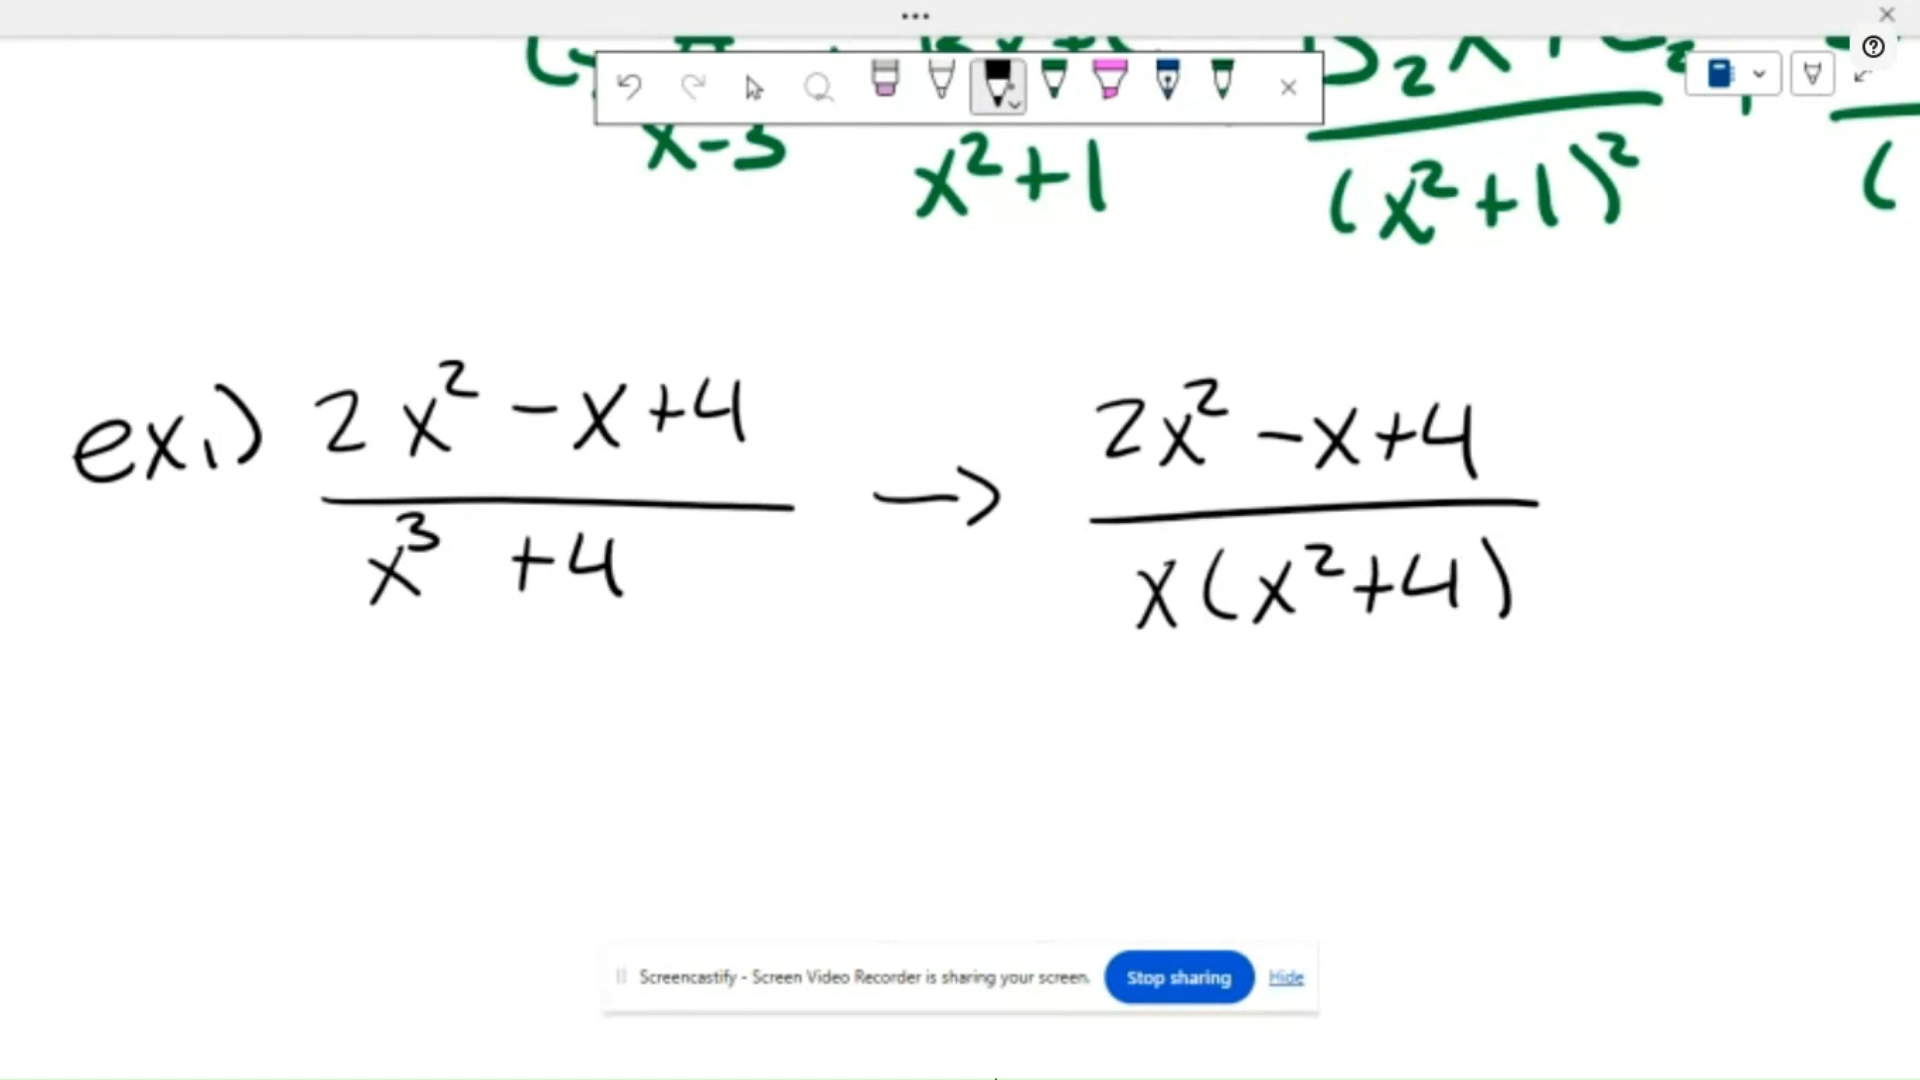 x-3 x²+1 (x²+1)²
ex.) 2x²-x+4 → 2x²-x+4
x³ +4 x(x²+4)
Screencastify - Screen Video Recorder is sharing your screen. Stop sharing Hide